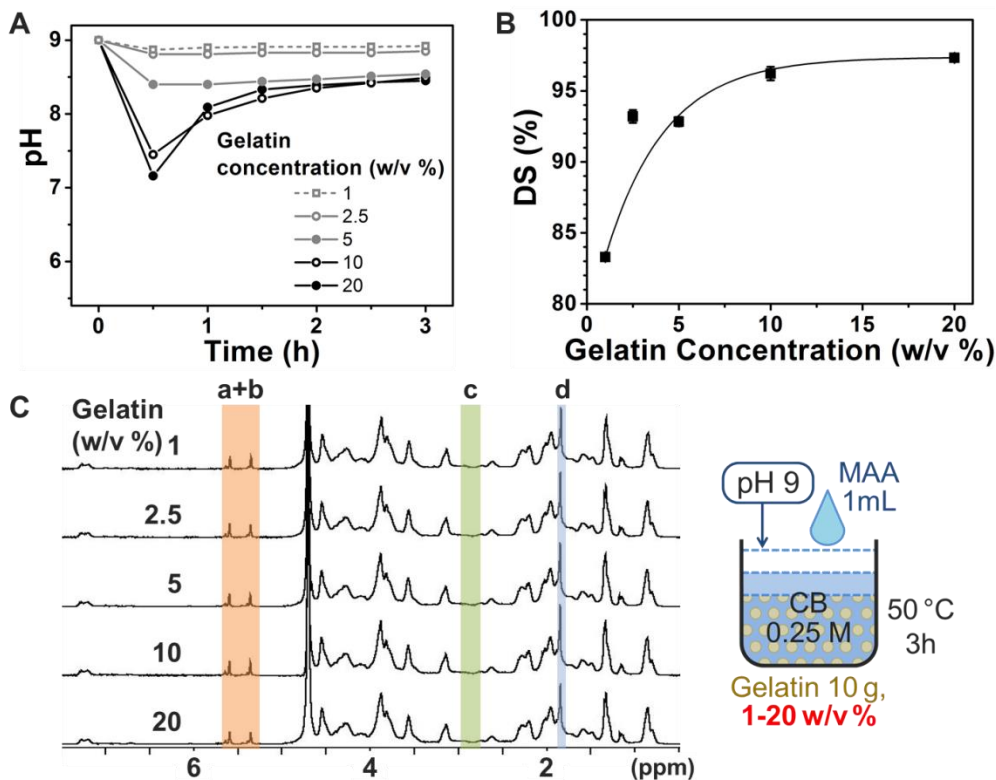 A
9
8
7
6
pH
0
1
2
3
Time (h)
Gelatin
concentration (w/v %)
1
2.5
5
10
20
B
100
95
90
85
80
DS (%)
0
5
10
15
20
Gelatin Concentration (w/v %)
C
Gelatin
(w/v %)
a+b
c
d
1
2.5
5
10
20
6
4
2
(ppm)
pH 9
MAA
1mL
CB
0.25 M
50 °C
3h
Gelatin 10 g,
1-20 w/v %